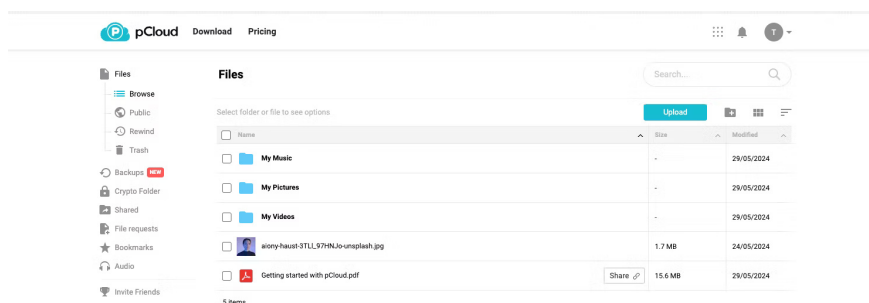 pCloud Download Pricing T
Files
Browse
Public
Rewind
Trash
Backups NEW
Crypto Folder
Shared
File requests
Bookmarks
Audio
Invite Friends
Files Search...
Select folder or file to see options Upload
Name Size Modified
My Music - 29/05/2024
My Pictures - 29/05/2024
My Videos - 29/05/2024
aiony-haust-3TLl_97HNJo-unsplash.jpg 1.7 MB 24/05/2024
Getting started with pCloud.pdf Share 15.6 MB 29/05/2024
5 items